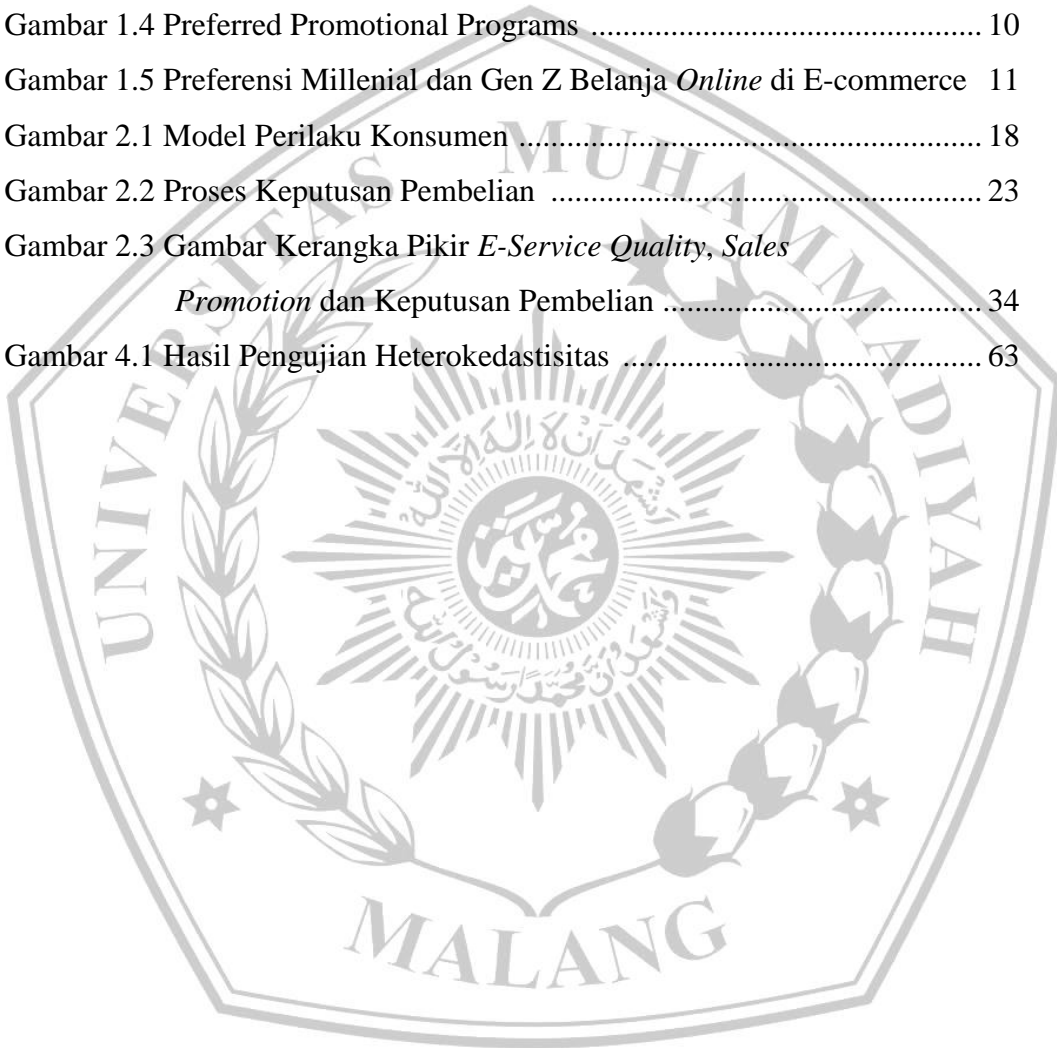 Gambar 1.4 Preferred Promotional Programs ................................................ 10
Gambar 1.5 Preferensi Millenial dan Gen Z Belanja Online di E-commerce 11
Gambar 2.1 Model Perilaku Konsumen ......................................................... 18
Gambar 2.2 Proses Keputusan Pembelian ..................................................... 23
Gambar 2.3 Gambar Kerangka Pikir E-Service Quality, Sales
Promotion dan Keputusan Pembelian ....................................... 34
Gambar 4.1 Hasil Pengujian Heterokedastisitas ............................................ 63
UNIVERSITAS MUHAMMADIYAH
MALANG